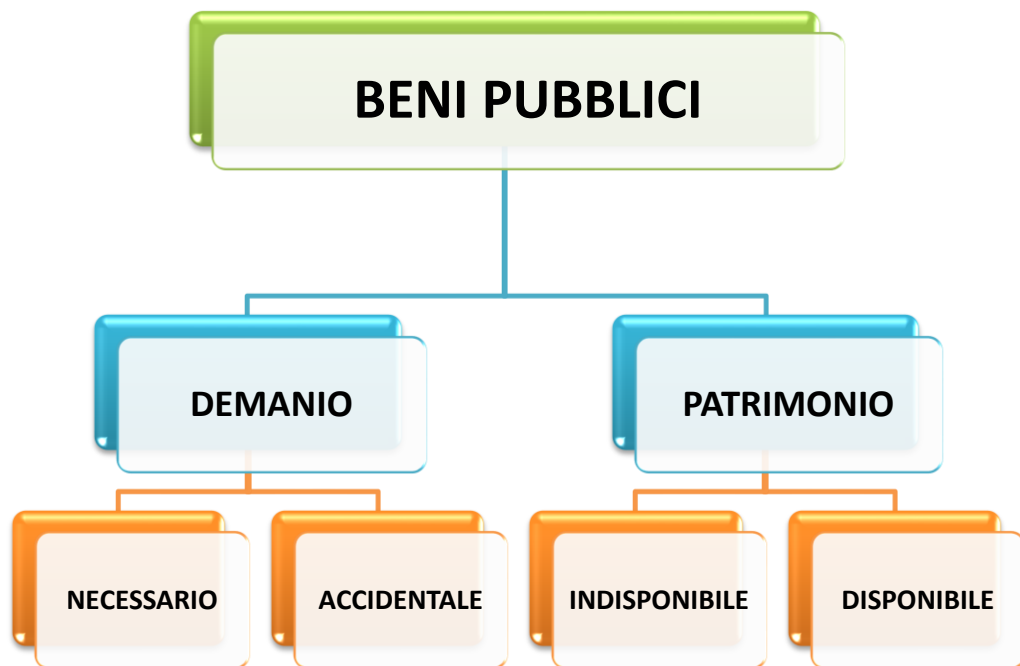 BENI PUBBLICI
DEMANIO
PATRIMONIO
NECESSARIO
ACCIDENTALE
INDISPONIBILE
DISPONIBILE